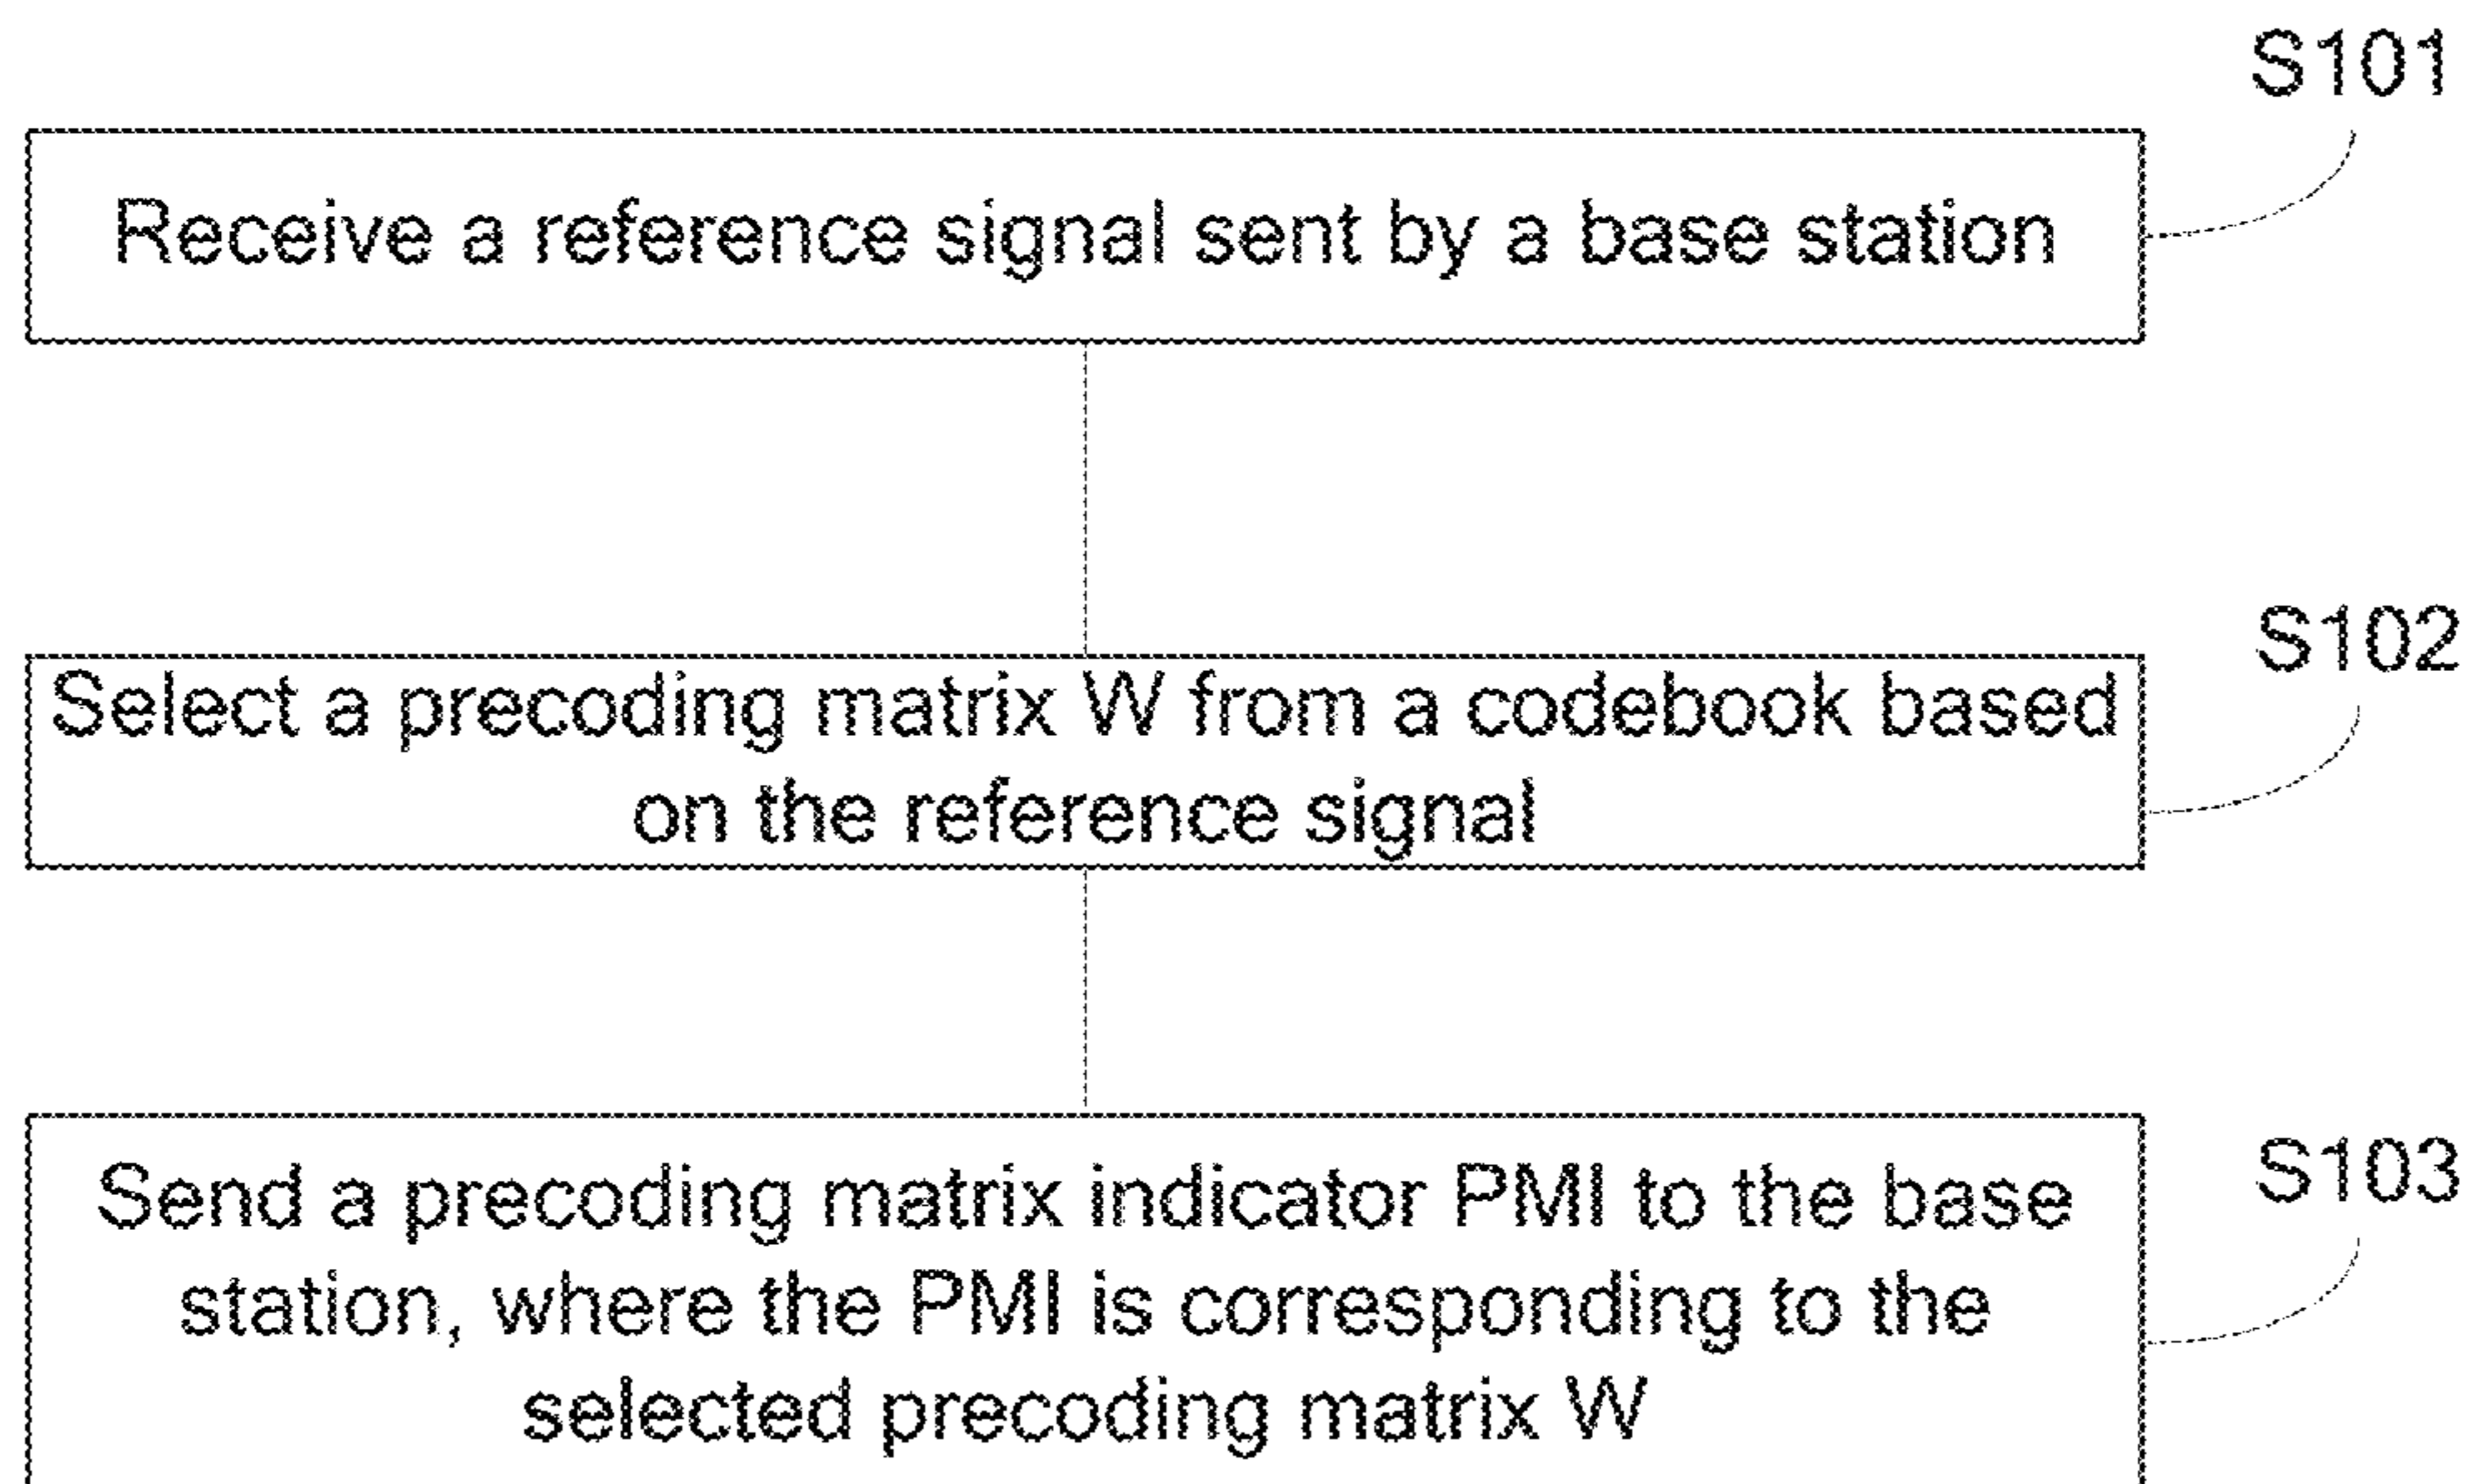 S101
Receive a reference signal sent by a base station
S102
Select a precoding matrix W from a codebook based
on the reference signal
S103
Send a precoding matrix indicator PMI to the base
station, where the PMI is corresponding to the
selected precoding matrix W